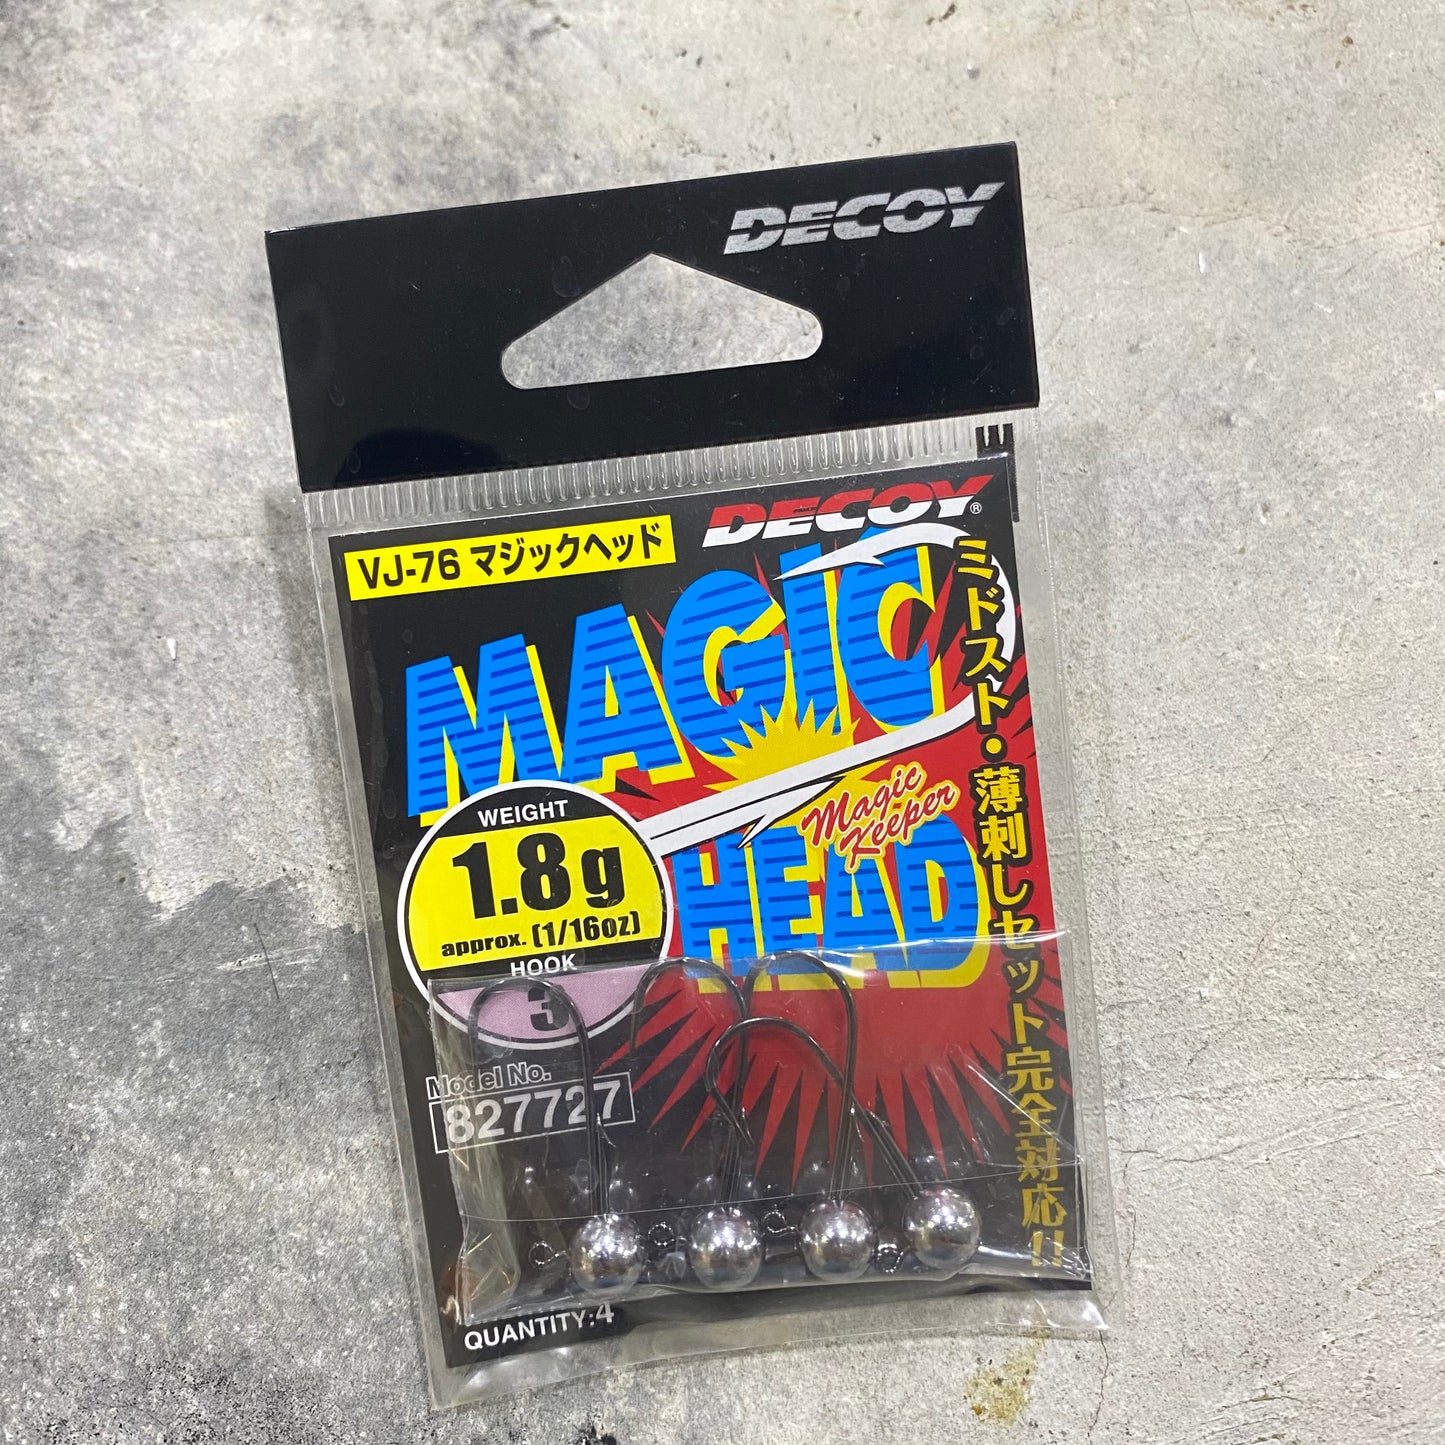 DECOY
DECOY®
VJ-76 マジックヘッド
MAGIC
HEAD
Magic
Keeper
ミドスト・薄刺しセット完全対応!!
WEIGHT
1.8g
approx. (1/16oz)
HOOK
3
Model No.
827727
QUANTITY:4